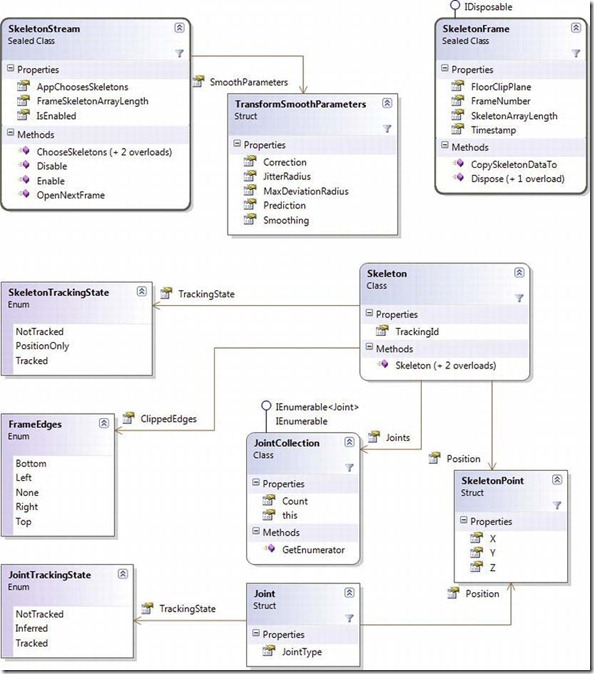 IDisposable
SkeletonStream
Sealed Class
Properties
AppChoosesSkeletons
FrameSkeletonArrayLength
IsEnabled
Methods
ChooseSkeletons (+ 2 overloads)
Disable
Enable
OpenNextFrame
SmoothParameters
TransformSmoothParameters
Struct
Properties
Correction
JitterRadius
MaxDeviationRadius
Prediction
Smoothing
SkeletonFrame
Sealed Class
Properties
FloorClipPlane
FrameNumber
SkeletonArrayLength
Timestamp
Methods
CopySkeletonDataTo
Dispose (+ 1 overload)
SkeletonTrackingState
Enum
NotTracked
PositionOnly
Tracked
TrackingState
Skeleton
Class
Properties
TrackingId
Methods
Skeleton (+ 2 overloads)
FrameEdges
Enum
Bottom
Left
None
Right
Top
ClippedEdges
IEnumerable<Joint>
IEnumerable
JointCollection
Class
Properties
Count
this
Methods
GetEnumerator
Joints
Position
SkeletonPoint
Struct
Properties
X
Y
Z
JointTrackingState
Enum
NotTracked
Inferred
Tracked
TrackingState
Joint
Struct
Properties
JointType
Position